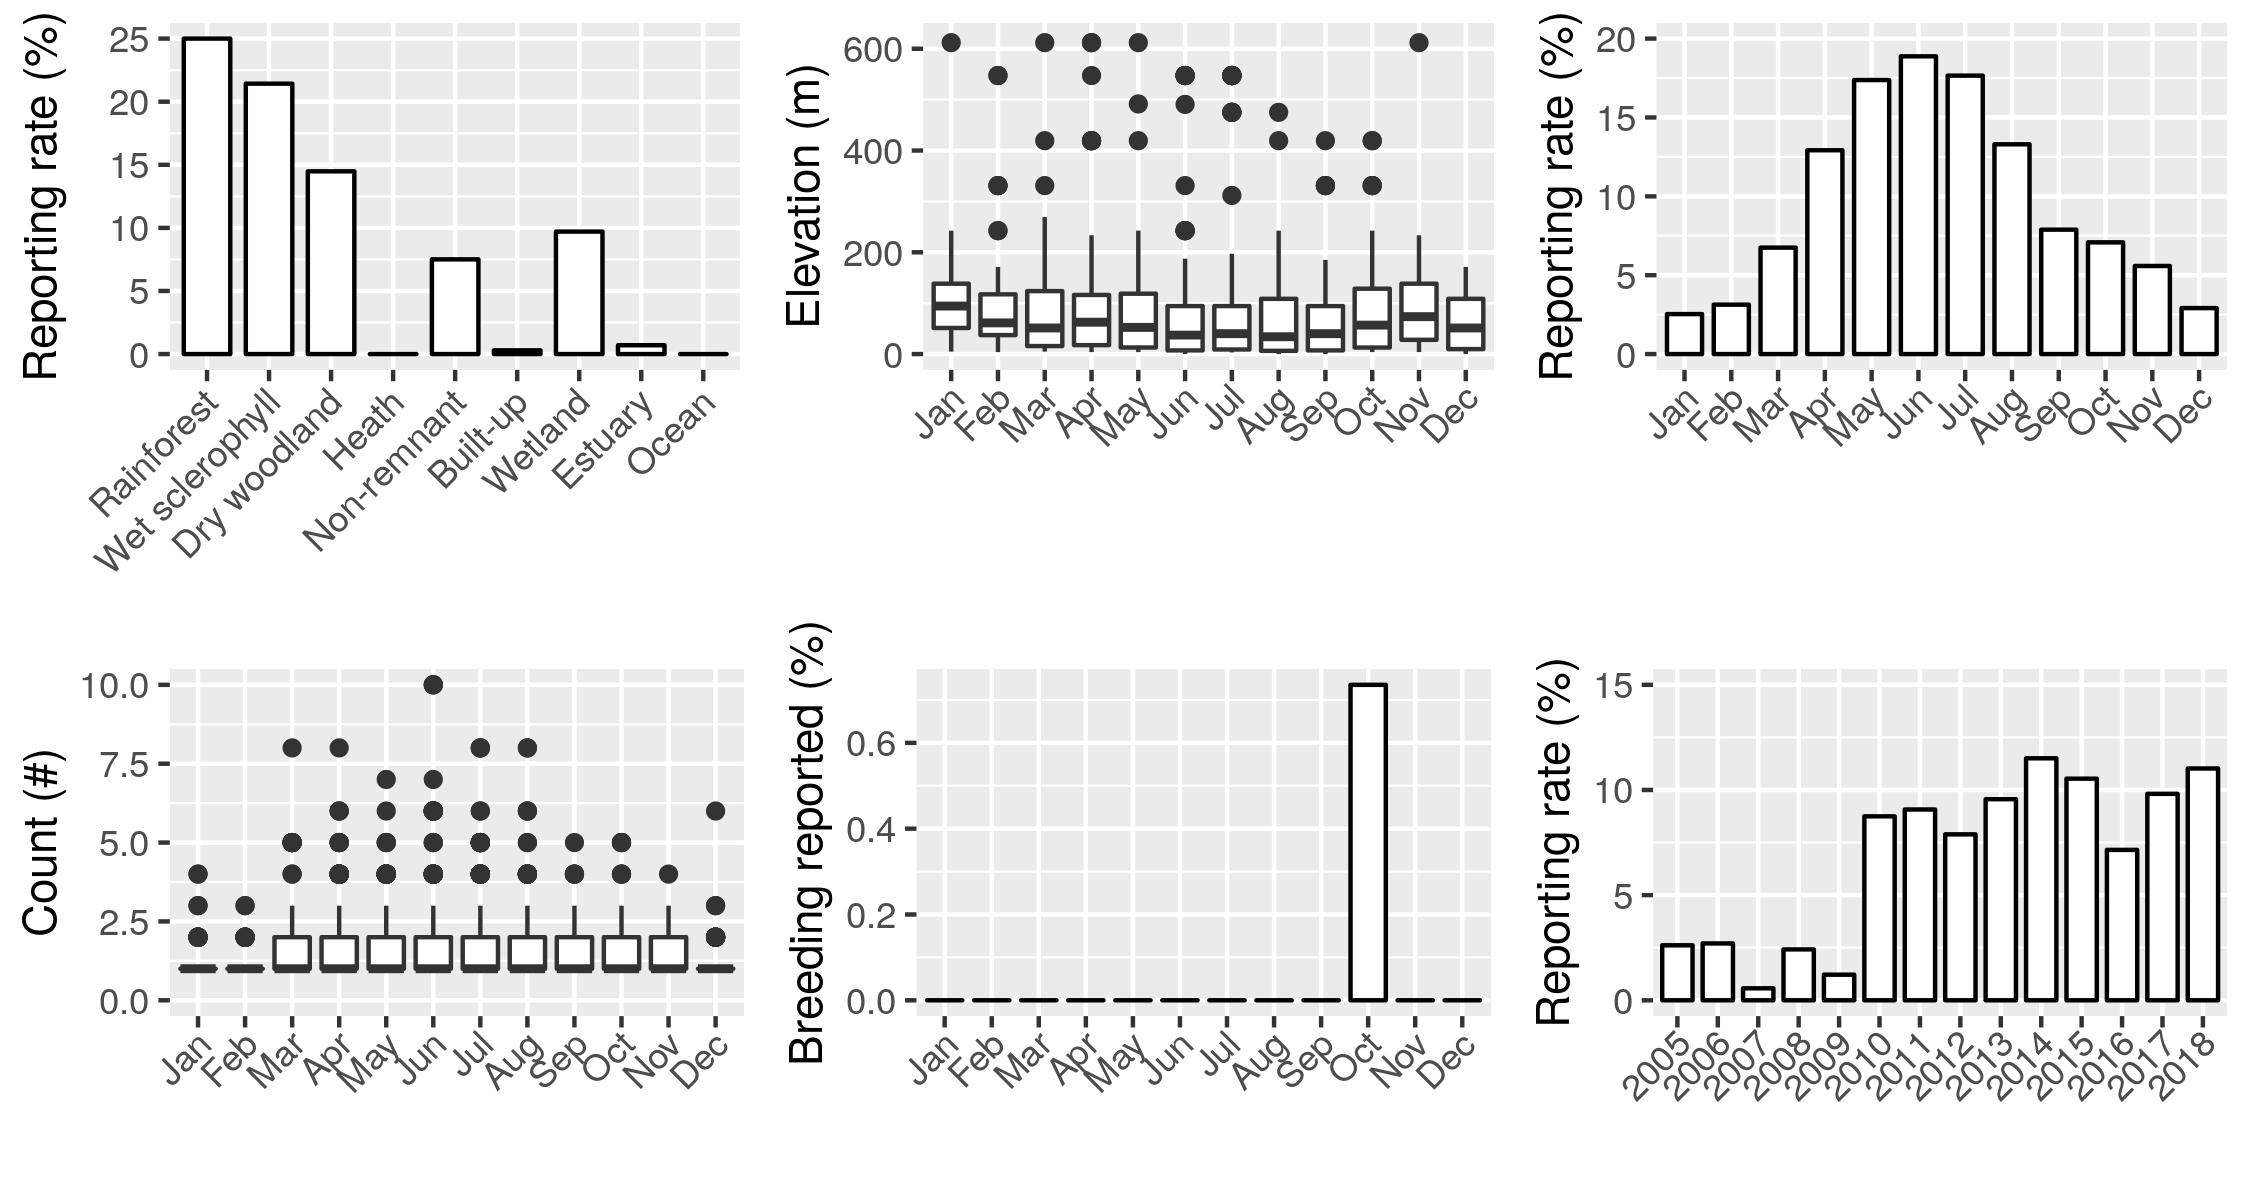 Reporting rate (%)
25
20
15
10
5
0
Rainforest
Wet sclerophyll
Dry woodland
Heath
Non-remnant
Built-up
Wetland
Estuary
Ocean
Elevation (m)
600
400
200
0
Jan
Feb
Mar
Apr
May
Jun
Jul
Aug
Sep
Oct
Nov
Dec
Reporting rate (%)
20
15
10
5
0
Jan
Feb
Mar
Apr
May
Jun
Jul
Aug
Sep
Oct
Nov
Dec
Count (#)
10.0
7.5
5.0
2.5
0.0
Jan
Feb
Mar
Apr
May
Jun
Jul
Aug
Sep
Oct
Nov
Dec
Breeding reported (%)
0.6
0.4
0.2
0.0
Jan
Feb
Mar
Apr
May
Jun
Jul
Aug
Sep
Oct
Nov
Dec
Reporting rate (%)
15
10
5
0
2005
2006
2007
2008
2009
2010
2011
2012
2013
2014
2015
2016
2017
2018